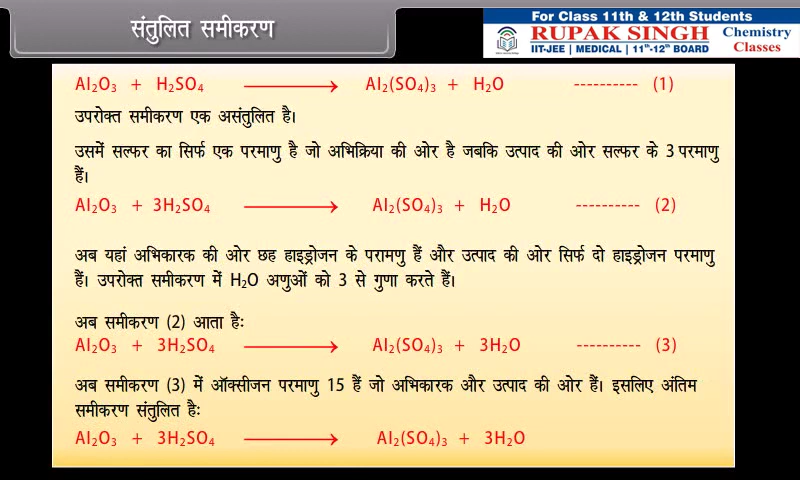 संतुलित समीकरण
For Class 11th & 12th Students
RUPAK SINGH
Chemistry
Classes
IIT-JEE | MEDICAL | 11ᵗʰ-12ᵗʰ BOARD
Al₂O₃ + H₂SO₄ ⟶ Al₂(SO₄)₃ + H₂O ---------- (1)
उपरोक्त समीकरण एक असंतुलित है।
उसमें सल्फर का सिर्फ एक परमाणु है जो अभिक्रिया की ओर है जबकि उत्पाद की ओर सल्फर के 3 परमाणु
हैं।
Al₂O₃ + 3H₂SO₄ ⟶ Al₂(SO₄)₃ + H₂O ---------- (2)
अब यहां अभिकारक की ओर छह हाइड्रोजन के परामणु हैं और उत्पाद की ओर सिर्फ दो हाइड्रोजन परमाणु
हैं। उपरोक्त समीकरण में H₂O अणुओं को 3 से गुणा करते हैं।
अब समीकरण (2) आता हैः
Al₂O₃ + 3H₂SO₄ ⟶ Al₂(SO₄)₃ + 3H₂O ---------- (3)
अब समीकरण (3) में ऑक्सीजन परमाणु 15 हैं जो अभिकारक और उत्पाद की ओर हैं। इसलिए अंतिम
समीकरण संतुलित हैः
Al₂O₃ + 3H₂SO₄ ⟶ Al₂(SO₄)₃ + 3H₂O